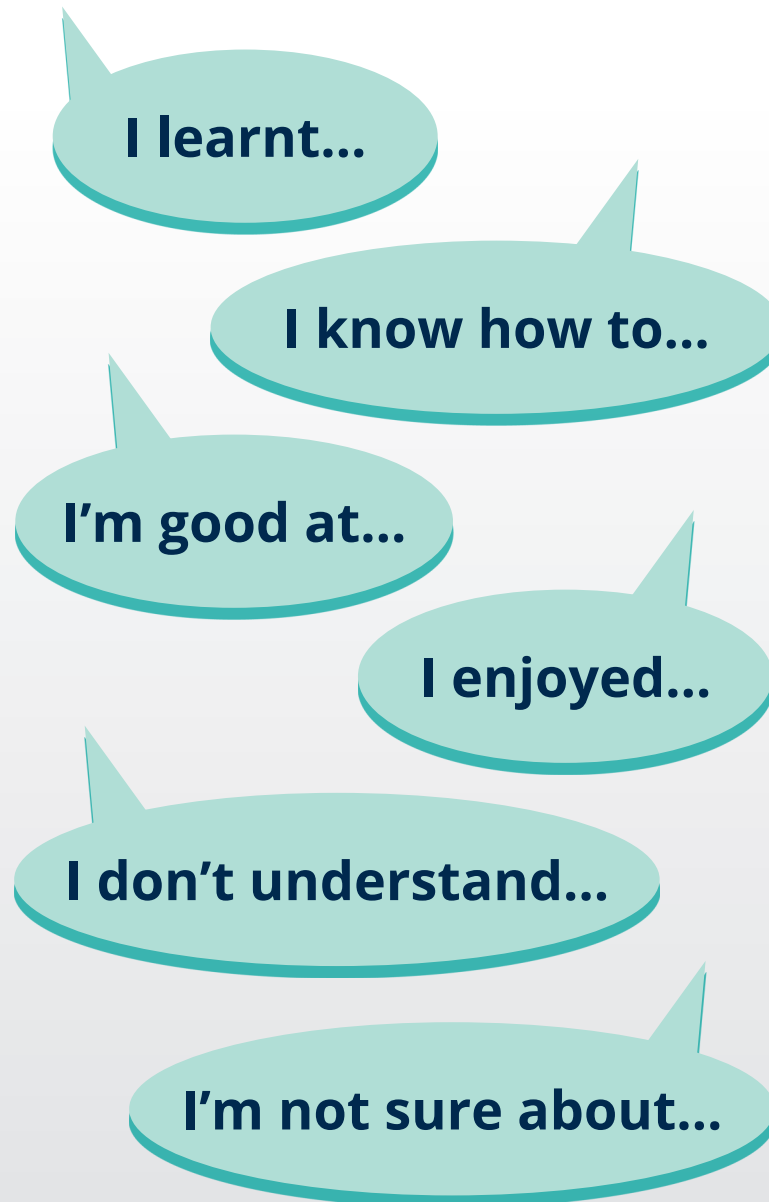 I learnt...
I know how to...
I’m good at...
I enjoyed...
I don’t understand...
I’m not sure about...